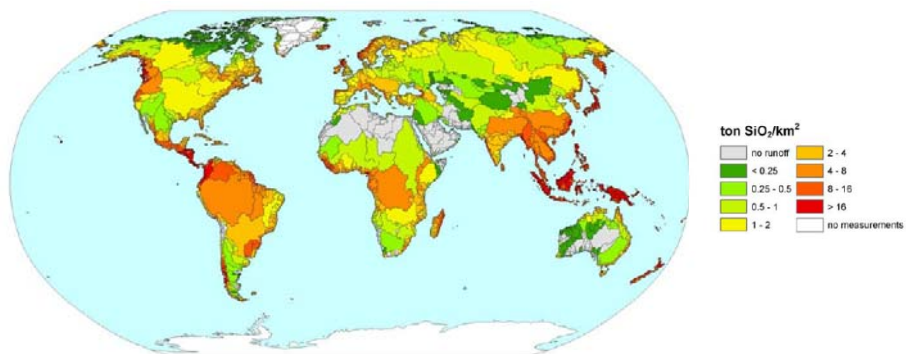 ton SiO₂/km²
no runoff
< 0.25
0.25 - 0.5
0.5 - 1
1 - 2
2 - 4
4 - 8
8 - 16
> 16
no measurements